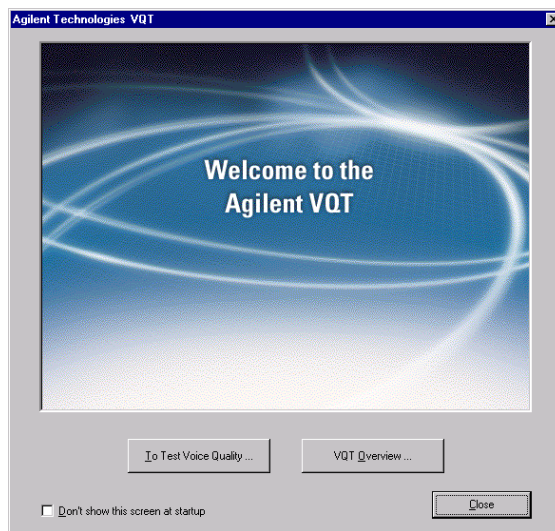 Agilent Technologies VQT
Welcome to the
Agilent VQT
To Test Voice Quality ...
VQT Overview ...
Don't show this screen at startup
Close